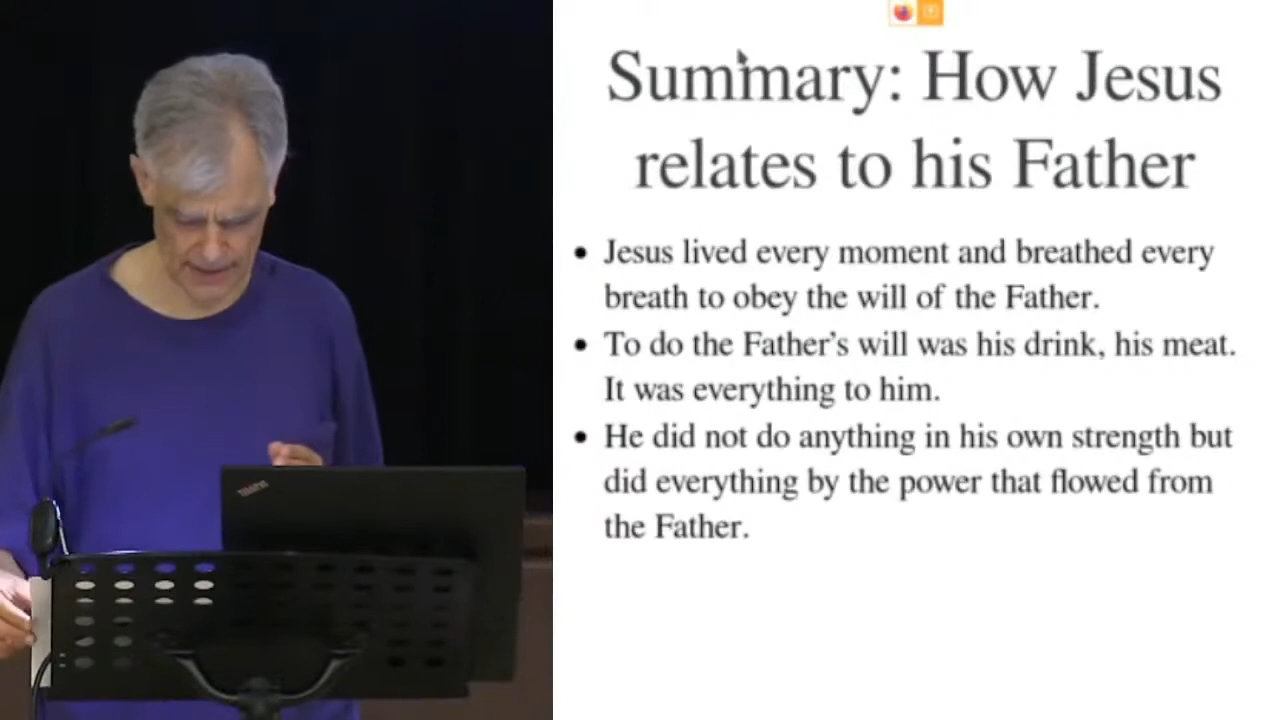 Summary: How Jesus
relates to his Father
• Jesus lived every moment and breathed every
breath to obey the will of the Father.
• To do the Father's will was his drink, his meat.
It was everything to him.
• He did not do anything in his own strength but
did everything by the power that flowed from
the Father.
ThinkPad